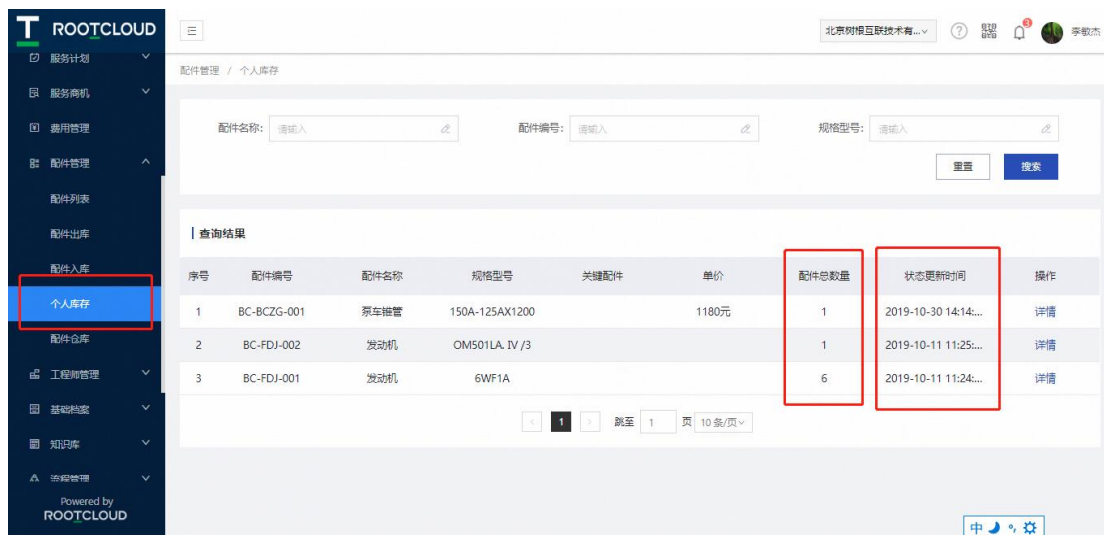 ROOTCLOUD
北京树根互联技术有...
3
李敏杰
服务计划
服务商机
费用管理
配件管理
配件列表
配件出库
配件入库
个人库存
配件仓库
工程师管理
基础档案
知识库
流程管理
Powered by
ROOTCLOUD
配件管理 / 个人库存
配件名称: 请输入 配件编号: 请输入 规格型号: 请输入
重置 搜索
查询结果
序号 配件编号 配件名称 规格型号 关键配件 单价 配件总数量 状态更新时间 操作
1 BC-BCZG-001 泵车锥管 150A-125AX1200 1180元 1 2019-10-30 14:14:... 详情
2 BC-FDJ-002 发动机 OM501LA. IV /3 1 2019-10-11 11:25:... 详情
3 BC-FDJ-001 发动机 6WF1A 6 2019-10-11 11:24:... 详情
< 1 > 跳至 1 页 10 条/页
中